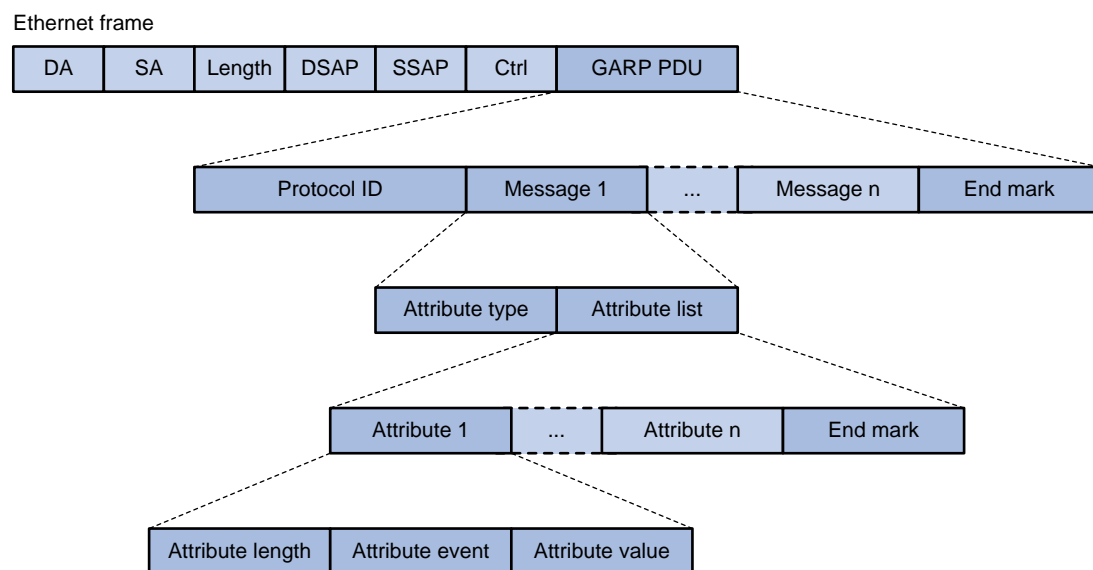 Ethernet frame
DA SA Length DSAP SSAP Ctrl GARP PDU
Protocol ID Message 1 ... Message n End mark
Attribute type Attribute list
Attribute 1 ... Attribute n End mark
Attribute length Attribute event Attribute value